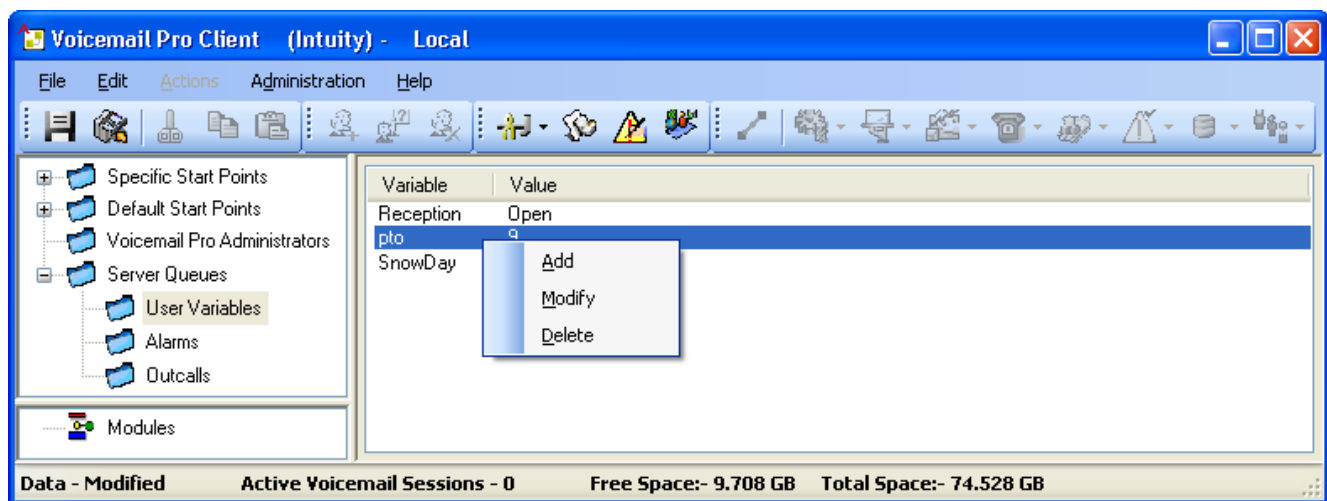 Voicemail Pro Client (Intuity) - Local
File Edit Actions Administration Help
Specific Start Points
Default Start Points
Voicemail Pro Administrators
Server Queues
User Variables
Alarms
Outcalls
Modules
Variable Value
Reception Open
pto 9
SnowDay
Add
Modify
Delete
Data - Modified Active Voicemail Sessions - 0 Free Space:- 9.708 GB Total Space:- 74.528 GB